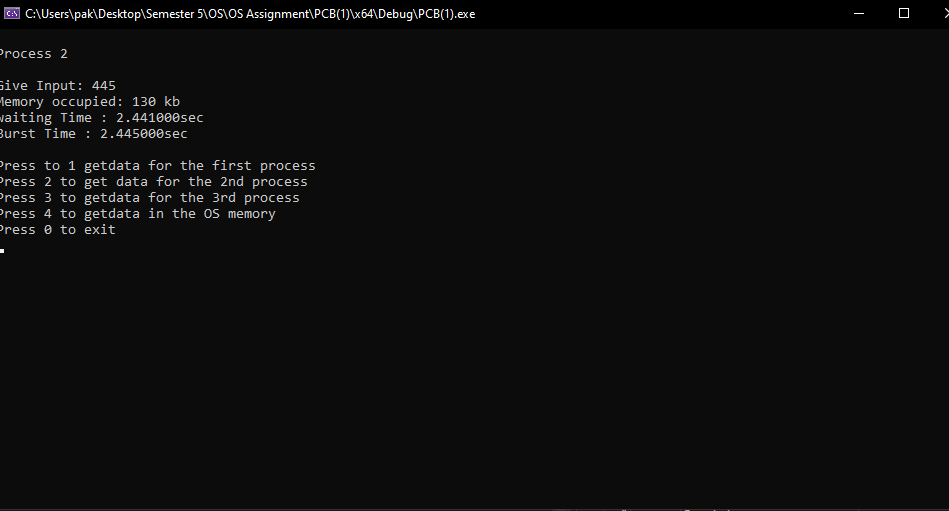 C:\Users\pak\Desktop\Semester 5\OS\OS Assignment\PCB(1)\x64\Debug\PCB(1).exe
Process 2
Give Input: 445
Memory occupied: 130 kb
waiting Time : 2.441000sec
Burst Time : 2.445000sec
Press to 1 getdata for the first process
Press 2 to get data for the 2nd process
Press 3 to getdata for the 3rd process
Press 4 to getdata in the OS memory
Press 0 to exit